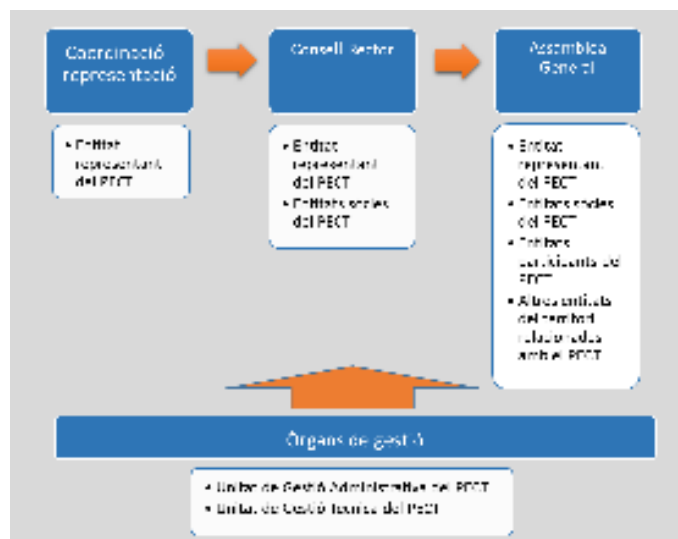 Coordinació
representació
• Entitat
representant
del PECT
Consell Rector
• Entitat
representant
del PECT
• Entitats sòcies
del PECT
Assamblea
General
• Entitat
representant
del PECT
• Entitats sòcies
del PECT
• Entitats
participants del
PECT
• Altres entitats
del territori
relacionades
amb el PECT
Òrgans de gestió
• Unitat de Gestió Administrativa del PECT
• Unitat de Gestió Tècnica del PECT